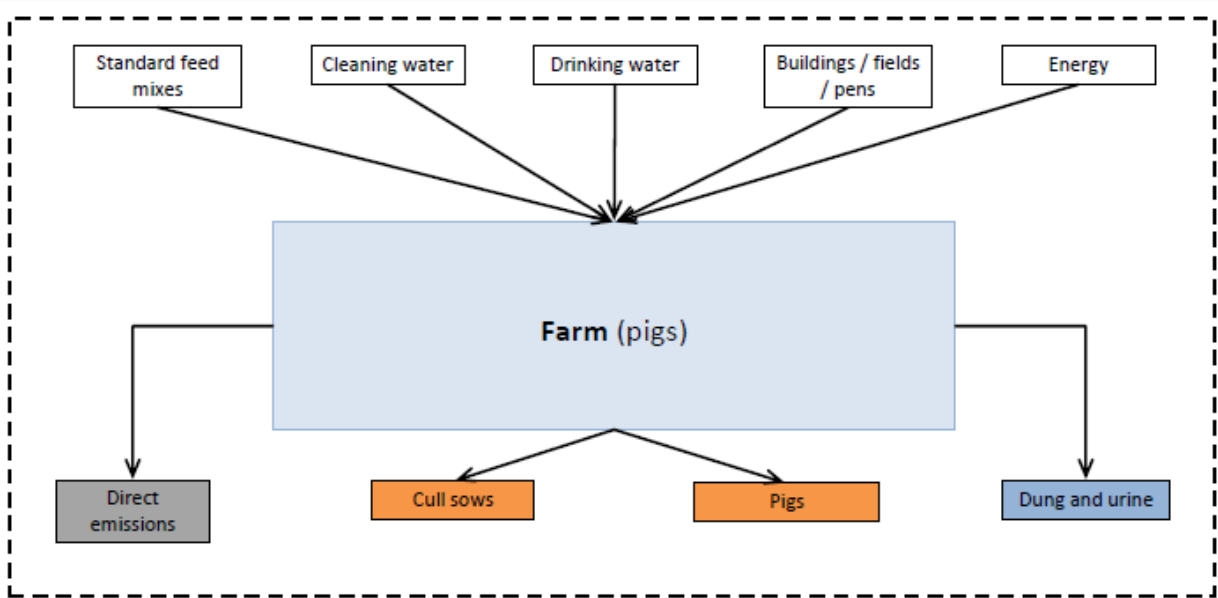 Standard feed
mixes
Cleaning water
Drinking water
Buildings / fields
/ pens
Energy
Farm (pigs)
Direct
emissions
Cull sows
Pigs
Dung and urine